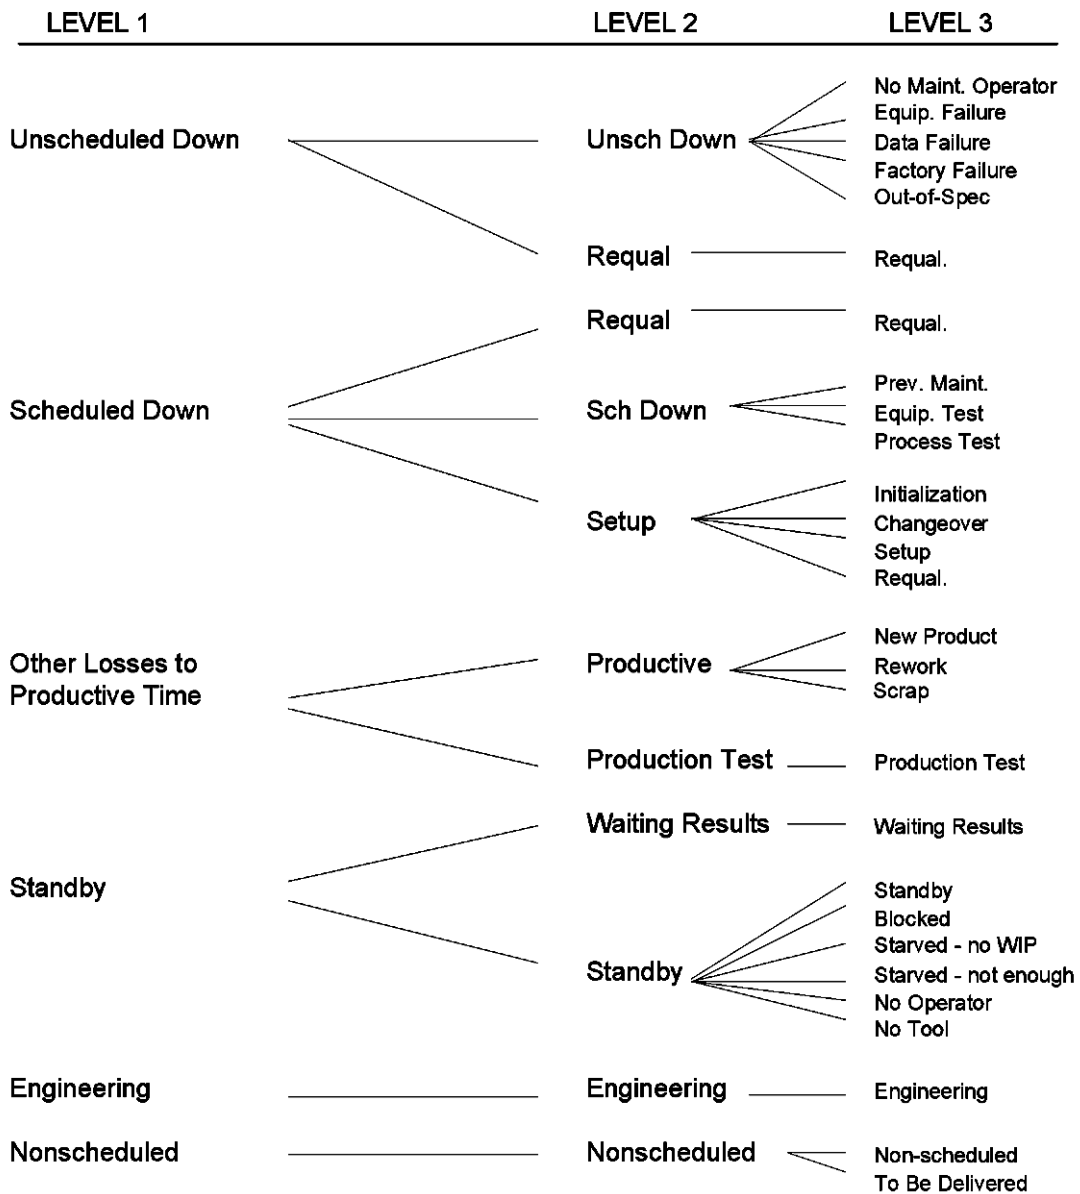 LEVEL 1 LEVEL 2 LEVEL 3
No Maint. Operator
Equip. Failure
Unscheduled Down Unsch Down Data Failure
Factory Failure
Out-of-Spec
Requal Requal.
Requal Requal.
Prev. Maint.
Scheduled Down Sch Down Equip. Test
Process Test
Initialization
Setup Changeover
Setup
Requal.
New Product
Other Losses to Productive Rework
Productive Time Scrap
Production Test Production Test
Waiting Results Waiting Results
Standby Standby
Blocked
Starved - no WIP
Standby Starved - not enough
No Operator
No Tool
Engineering Engineering Engineering
Nonscheduled Nonscheduled Non-scheduled
To Be Delivered